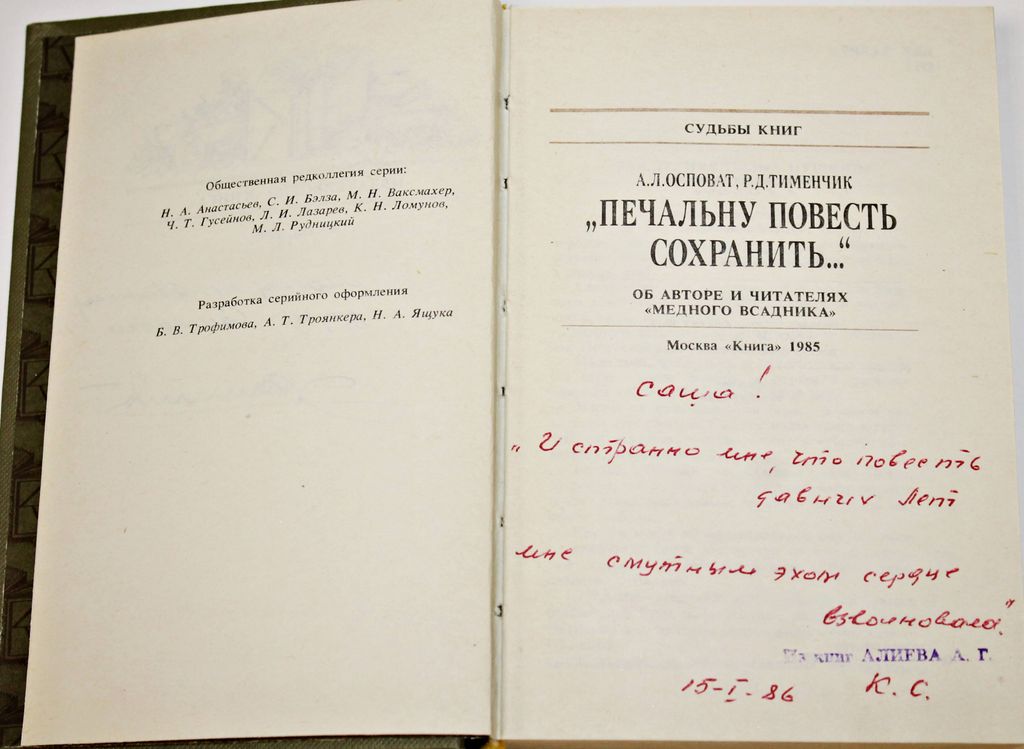 Общественная редколлегия серии:
Н. А. Анастасьев, С. И. Бэлза, М. Н. Ваксмахер,
Ч. Т. Гусейнов, Л. И. Лазарев, К. Н. Ломунов,
М. Л. Рудницкий
Разработка серийного оформления
Б. В. Трофимова, А. Т. Троянкера, Н. А. Ящука
СУДЬБЫ КНИГ
А.Л.ОСПОВАТ, Р.Д.ТИМЕНЧИК
„ПЕЧАЛЬНУ ПОВЕСТЬ
СОХРАНИТЬ...“
ОБ АВТОРЕ И ЧИТАТЕЛЯХ
«МЕДНОГО ВСАДНИКА»
Москва «Книга» 1985
Саша!
„И странно мне, что повесть
давних лет
мне смутным эхом сердце
взволновала."
Из книг АЛИЕВА А. Г.
15-I-86 К. С.